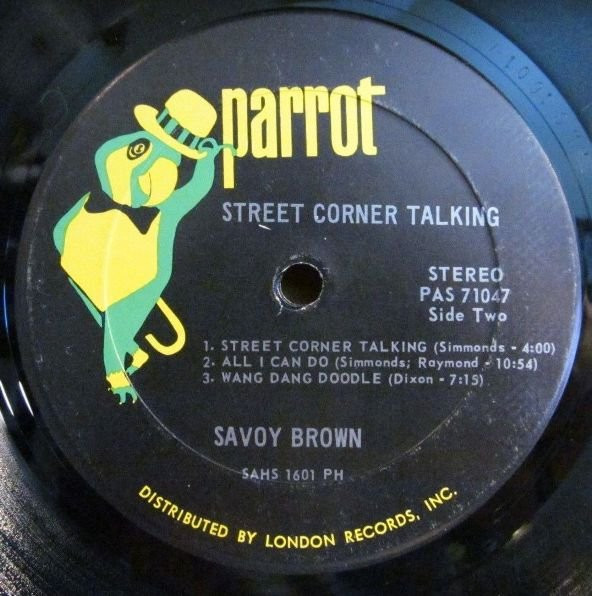 parrot
STREET CORNER TALKING
STEREO
PAS 71047
Side Two
1. STREET CORNER TALKING (Simmonds - 4:00)
2. ALL I CAN DO (Simmonds; Raymond - 10:54)
3. WANG DANG DOODLE (Dixon - 7:15)
SAVOY BROWN
SAHS 1601 PH
DISTRIBUTED BY LONDON RECORDS, INC.